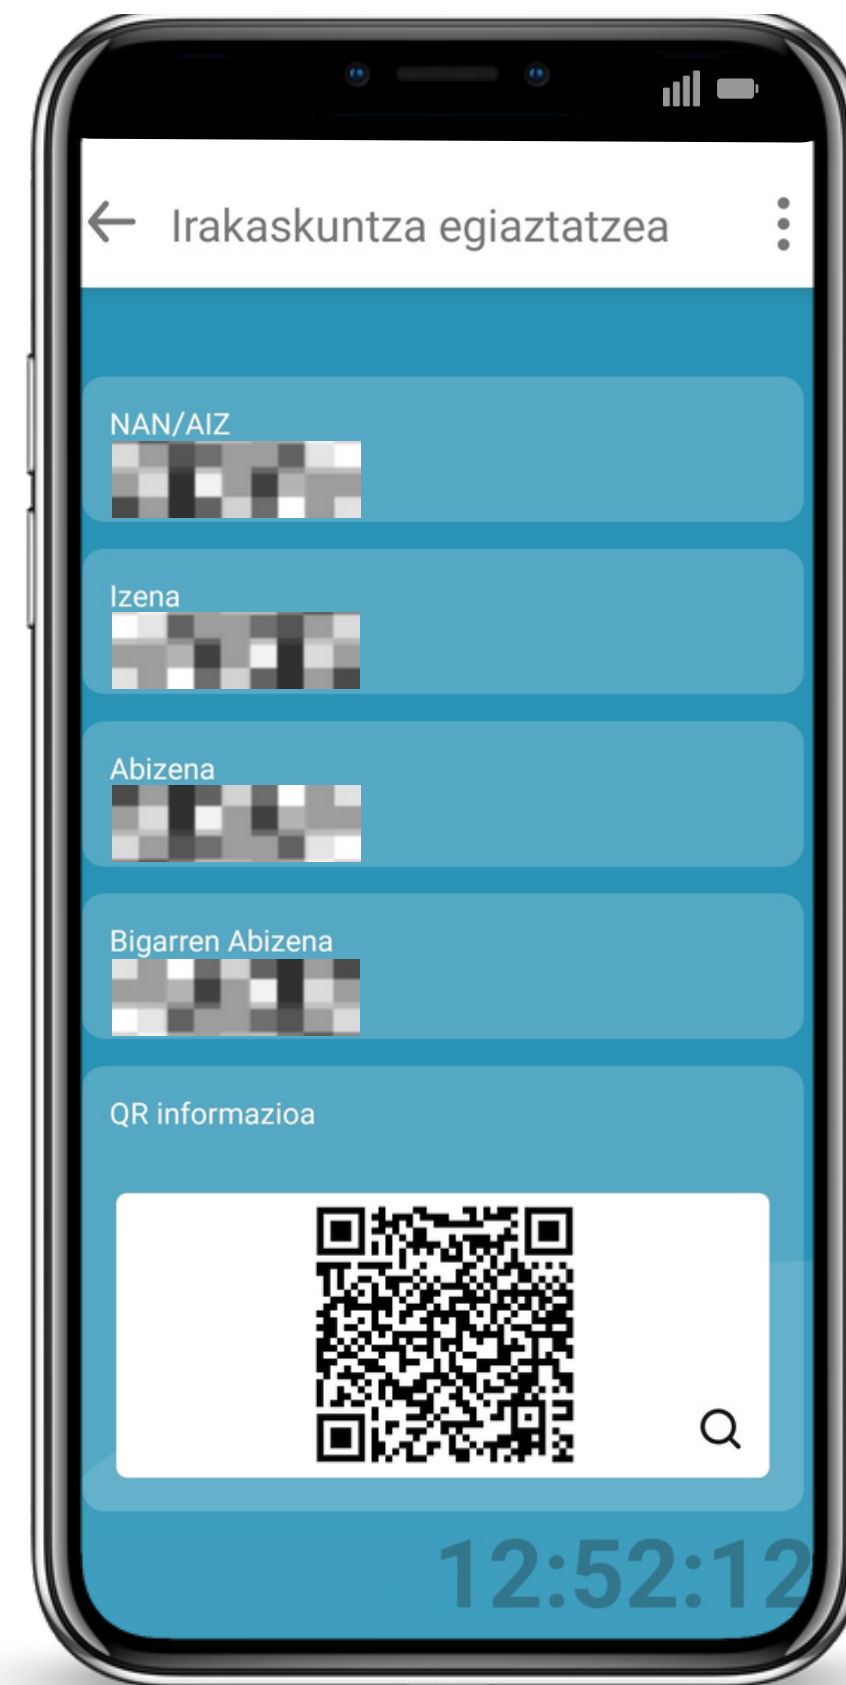 Irakaskuntza egiaztatzea
NAN/AIZ
Izena
Abizena
Bigarren Abizena
QR informazioa
12:52:12